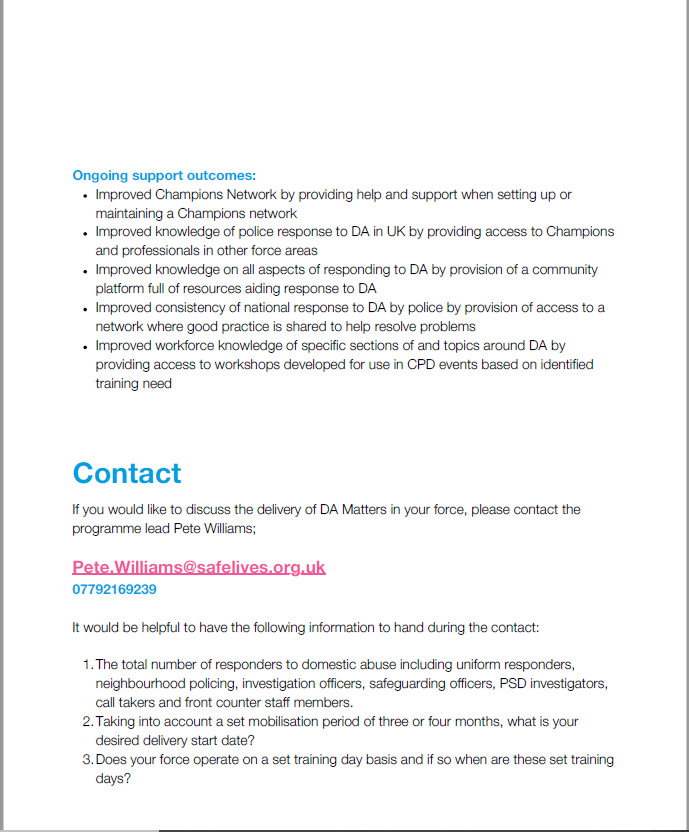 Ongoing support outcomes:
• Improved Champions Network by providing help and support when setting up or
maintaining a Champions network
• Improved knowledge of police response to DA in UK by providing access to Champions
and professionals in other force areas
• Improved knowledge on all aspects of responding to DA by provision of a community
platform full of resources aiding response to DA
• Improved consistency of national response to DA by police by provision of access to a
network where good practice is shared to help resolve problems
• Improved workforce knowledge of specific sections of and topics around DA by
providing access to workshops developed for use in CPD events based on identified
training need
Contact
If you would like to discuss the delivery of DA Matters in your force, please contact the
programme lead Pete Williams;
Pete.Williams@safelives.org.uk
07792169239
It would be helpful to have the following information to hand during the contact:
1. The total number of responders to domestic abuse including uniform responders,
neighbourhood policing, investigation officers, safeguarding officers, PSD investigators,
call takers and front counter staff members.
2. Taking into account a set mobilisation period of three or four months, what is your
desired delivery start date?
3. Does your force operate on a set training day basis and if so when are these set training
days?